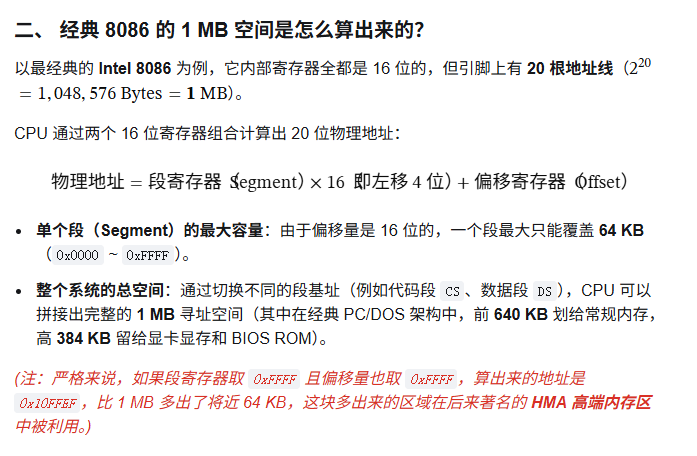 二、 经典 8086 的 1 MB 空间是怎么算出来的？
以最经典的 Intel 8086 为例，它内部寄存器全都是 16 位的，但引脚上有 20 根地址线（2^20
= 1,048,576 Bytes = 1 MB）。
CPU 通过两个 16 位寄存器组合计算出 20 位物理地址：
物理地址 = 段寄存器（Segment）× 16（即左移 4 位）+ 偏移寄存器（Offset）
• 单个段（Segment）的最大容量：由于偏移量是 16 位的，一个段最大只能覆盖 64 KB
（ 0x0000 ~ 0xFFFF ）。
• 整个系统的总空间：通过切换不同的段基址（例如代码段 CS 、数据段 DS ），CPU 可以
拼接出完整的 1 MB 寻址空间（其中在经典 PC/DOS 架构中，前 640 KB 划给常规内存，
高 384 KB 留给显卡显存和 BIOS ROM）。
(注：严格来说，如果段寄存器取 0xFFFF 且偏移量也取 0xFFFF ，算出来的地址是
0x10FFEF ，比 1 MB 多出了将近 64 KB，这块多出来的区域在后来著名的 HMA 高端内存区
中被利用。)